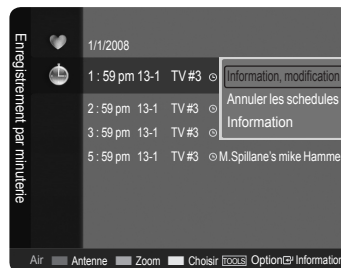 Enregistrement par minuterie
1/1/2008
1 : 59 pm 13-1 TV #3
Information, modification
Annuler les schedules
Information
2 : 59 pm 13-1 TV #3
3 : 59 pm 13-1 TV #3
5 : 59 pm 13-1 TV #3 M.Spillane's mike Hamme
Air Antenne Zoom Choisir TOOLS Option Information